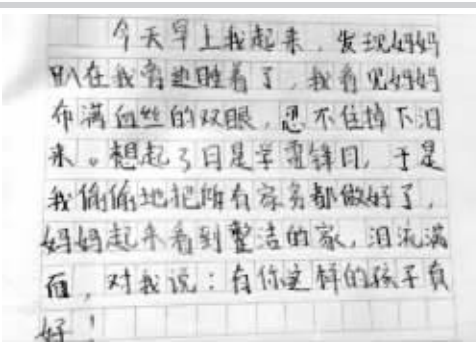 今天早上我起来，发现妈妈
趴在我旁边睡着了，我看见妈妈
布满血丝的双眼，忍不住掉下泪
来。想起今日是学雷锋日，于是
我偷偷地把所有家务都做好了，
妈妈起来看到整洁的家，泪流满
面，对我说：有你这样的孩子真
好！